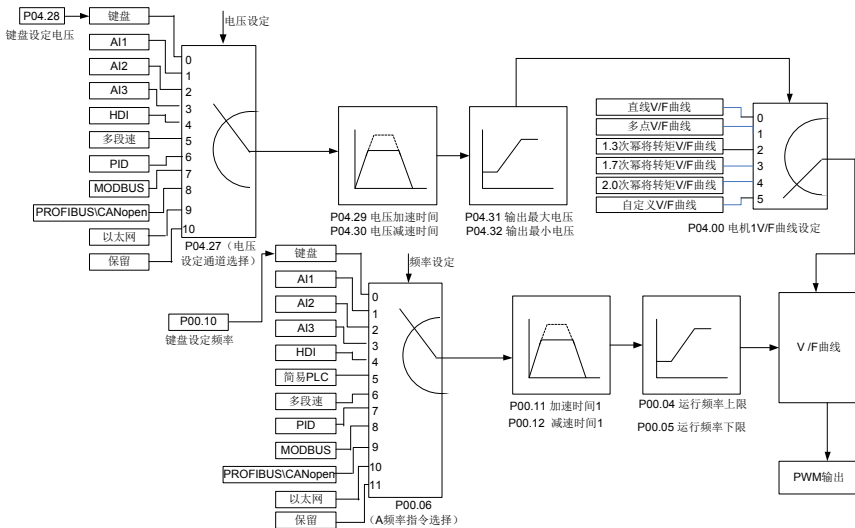 P04.28
键盘设定电压
键盘
AI1
AI2
AI3
HDI
多段速
PID
MODBUS
PROFIBUS\CANopen
以太网
保留
电压设定
0
1
2
3
4
5
6
7
8
9
10
P04.27（电压
设定通道选择）
P04.29 电压加速时间
P04.30 电压减速时间
P04.31 输出最大电压
P04.32 输出最小电压
直线V/F曲线
多点V/F曲线
1.3次幂将转矩V/F曲线
1.7次幂将转矩V/F曲线
2.0次幂将转矩V/F曲线
自定义V/F曲线
0
1
2
3
4
5
P04.00 电机1V/F曲线设定
P00.10
键盘设定频率
键盘
AI1
AI2
AI3
HDI
简易PLC
多段速
PID
MODBUS
PROFIBUS\CANopen
以太网
保留
频率设定
0
1
2
3
4
5
6
7
8
9
10
11
P00.06
（A频率指令选择）
P00.11 加速时间1
P00.12 减速时间1
P00.04 运行频率上限
P00.05 运行频率下限
V /F曲线
PWM输出